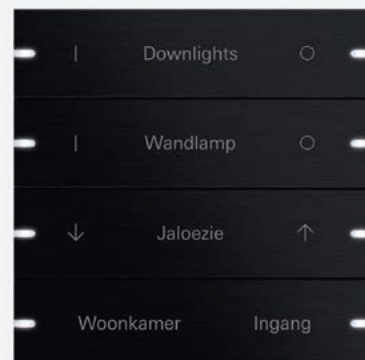 | Downlights O
| Wandlamp O
↓ Jaloezie ↑
Woonkamer Ingang